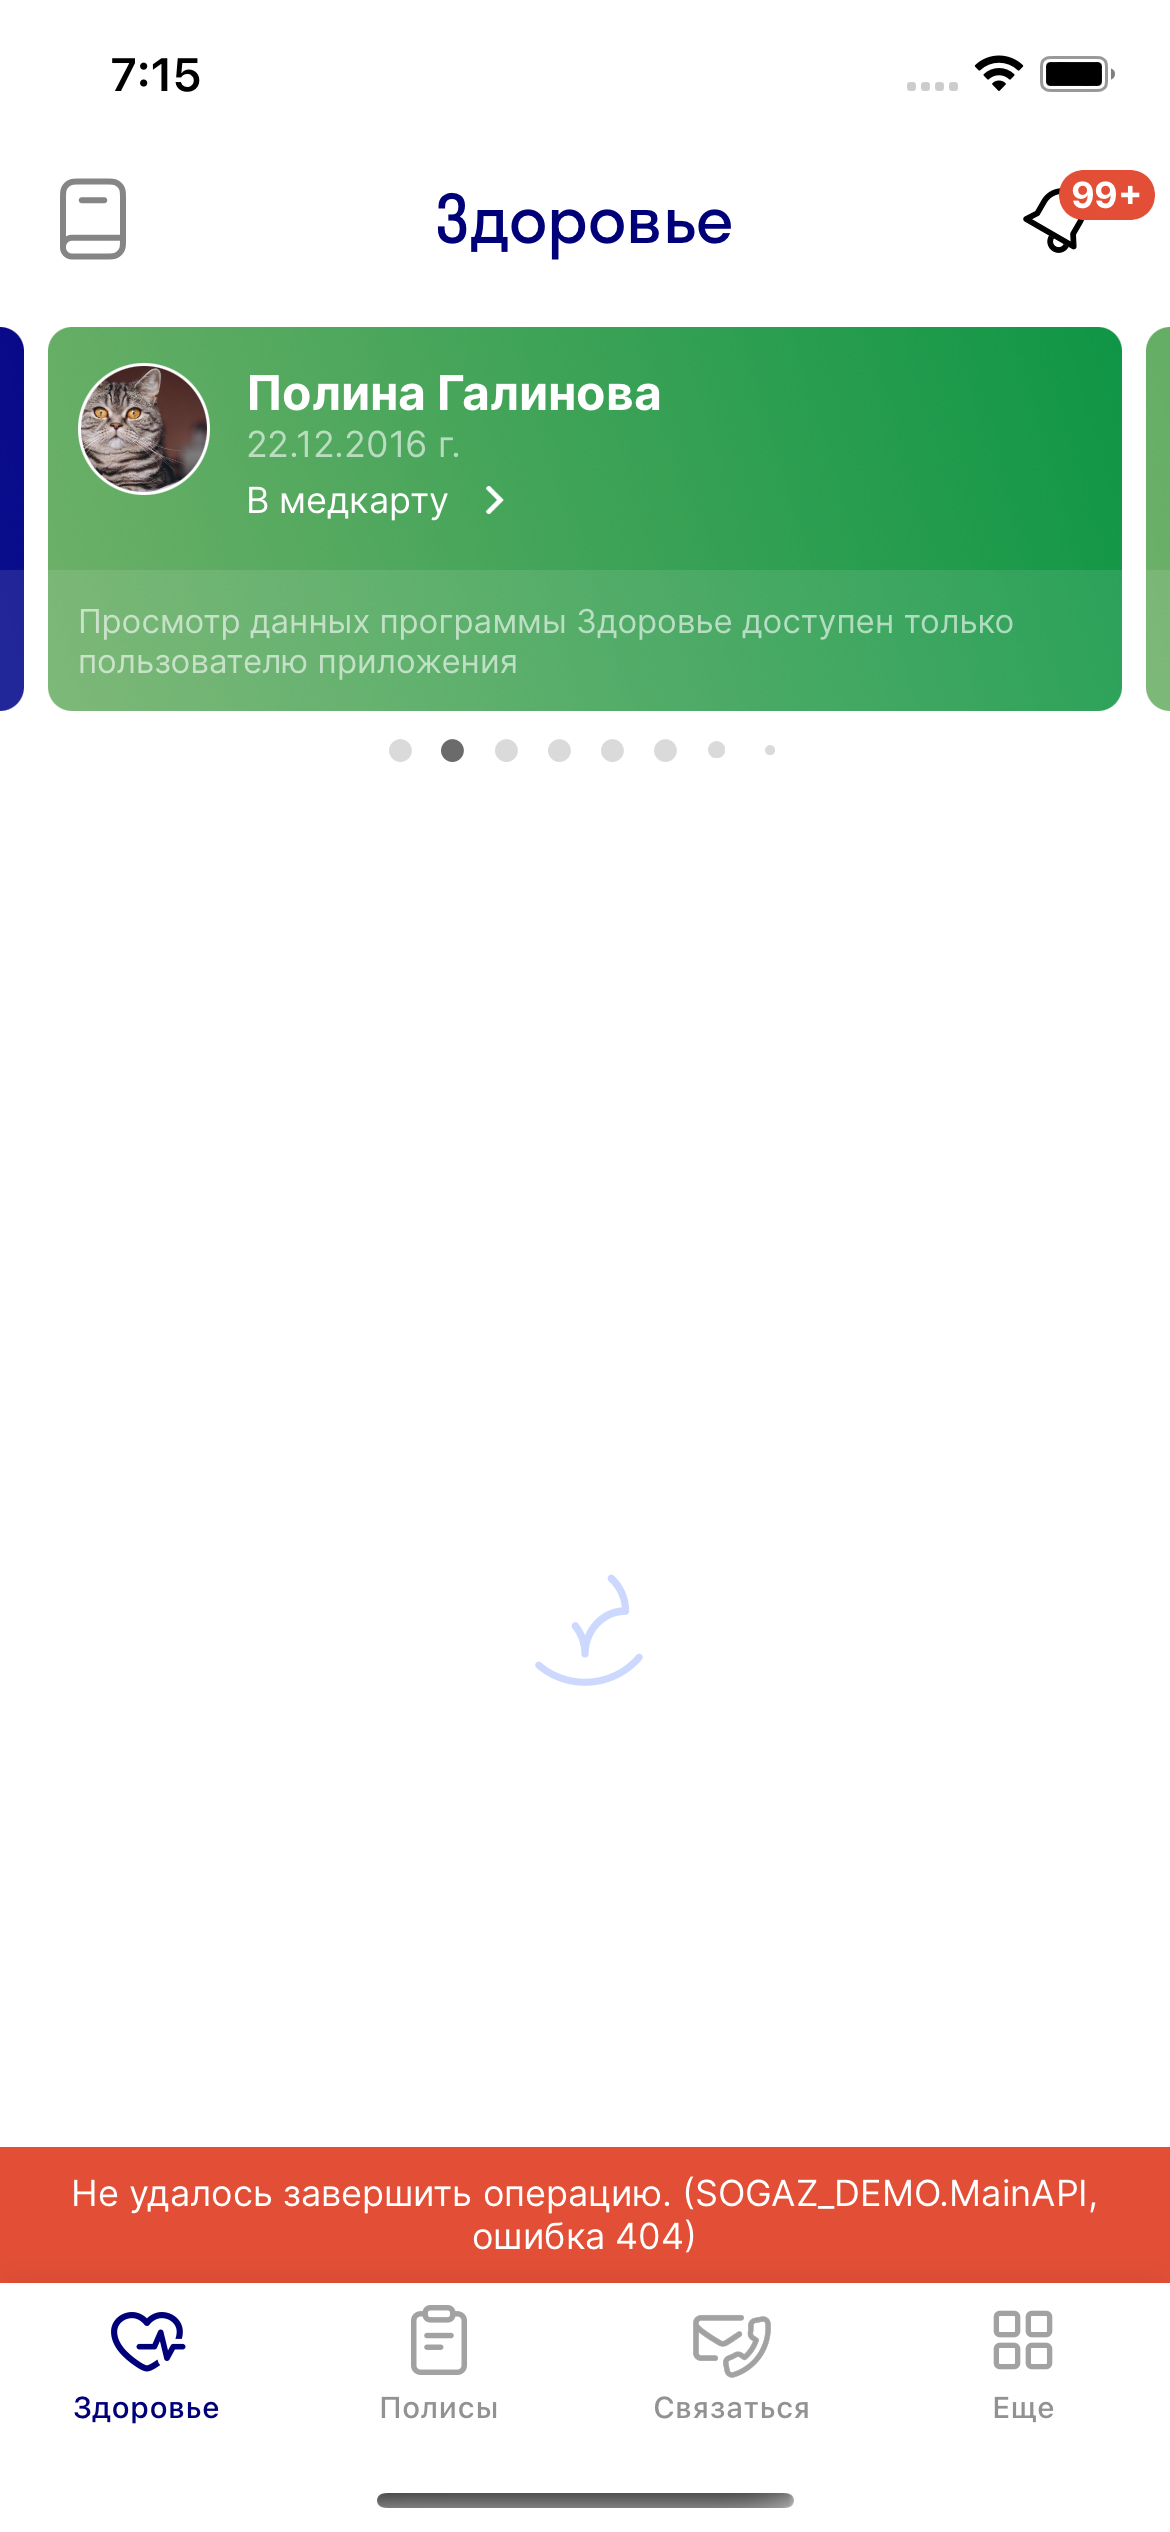 7:15
Здоровье
99+
Полина Галинова
22.12.2016 г.
В медкарту
Просмотр данных программы Здоровье доступен только
пользователю приложения
Не удалось завершить операцию. (SOGAZ_DEMO.MainAPI,
ошибка 404)
Здоровье
Полисы
Связаться
Еще